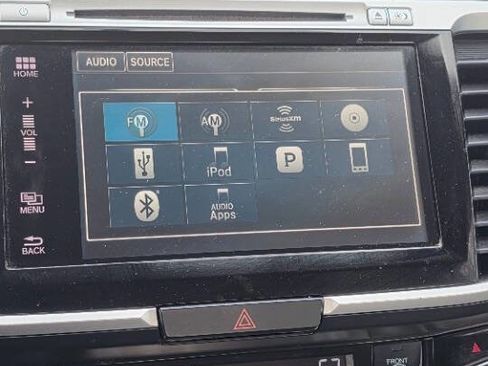 HOME
AUDIO SOURCE
FM
AM
SiriusXM
+
VOL
−
iPod
P
MENU
AUDIO
Apps
BACK
FRONT